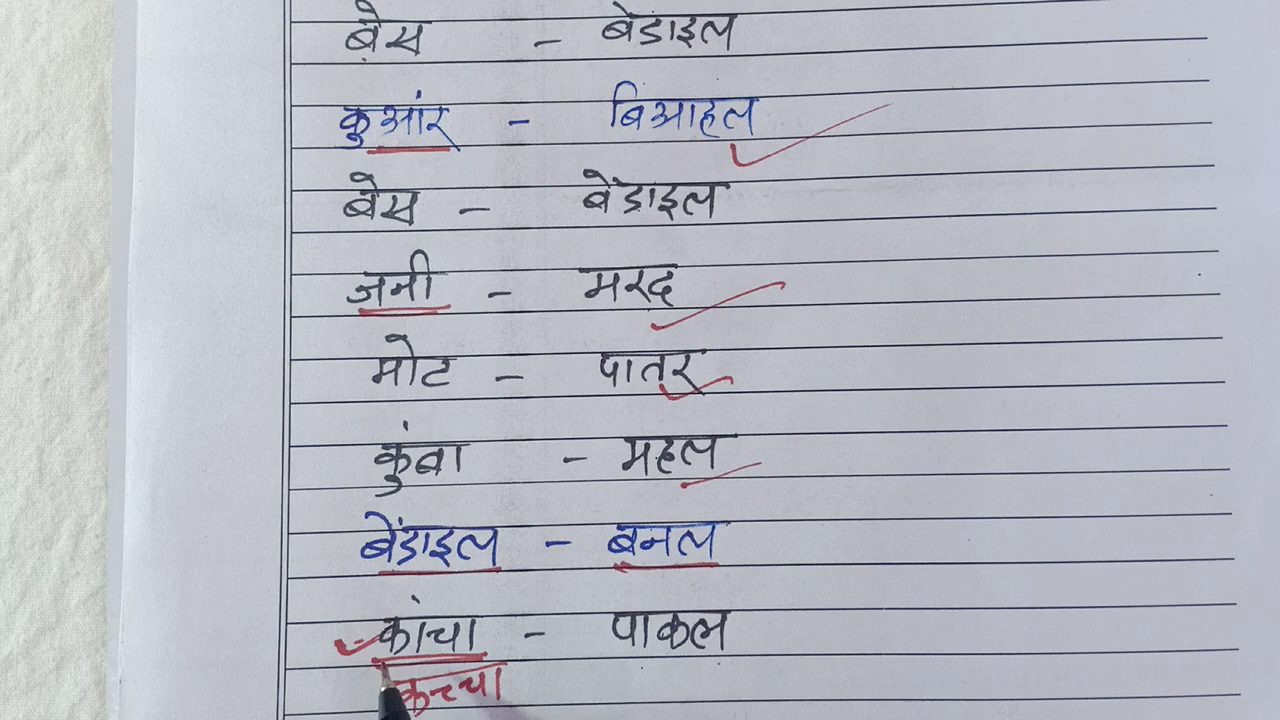 बेस - बेडाइल
कुआंर - बिआहल
बेस - बेंड़ाइल
जनी - मरद
मोट - पातर
कुंबा - महल
बेंड़ाइल - बनल
कांचा - पाकल
कच्चा